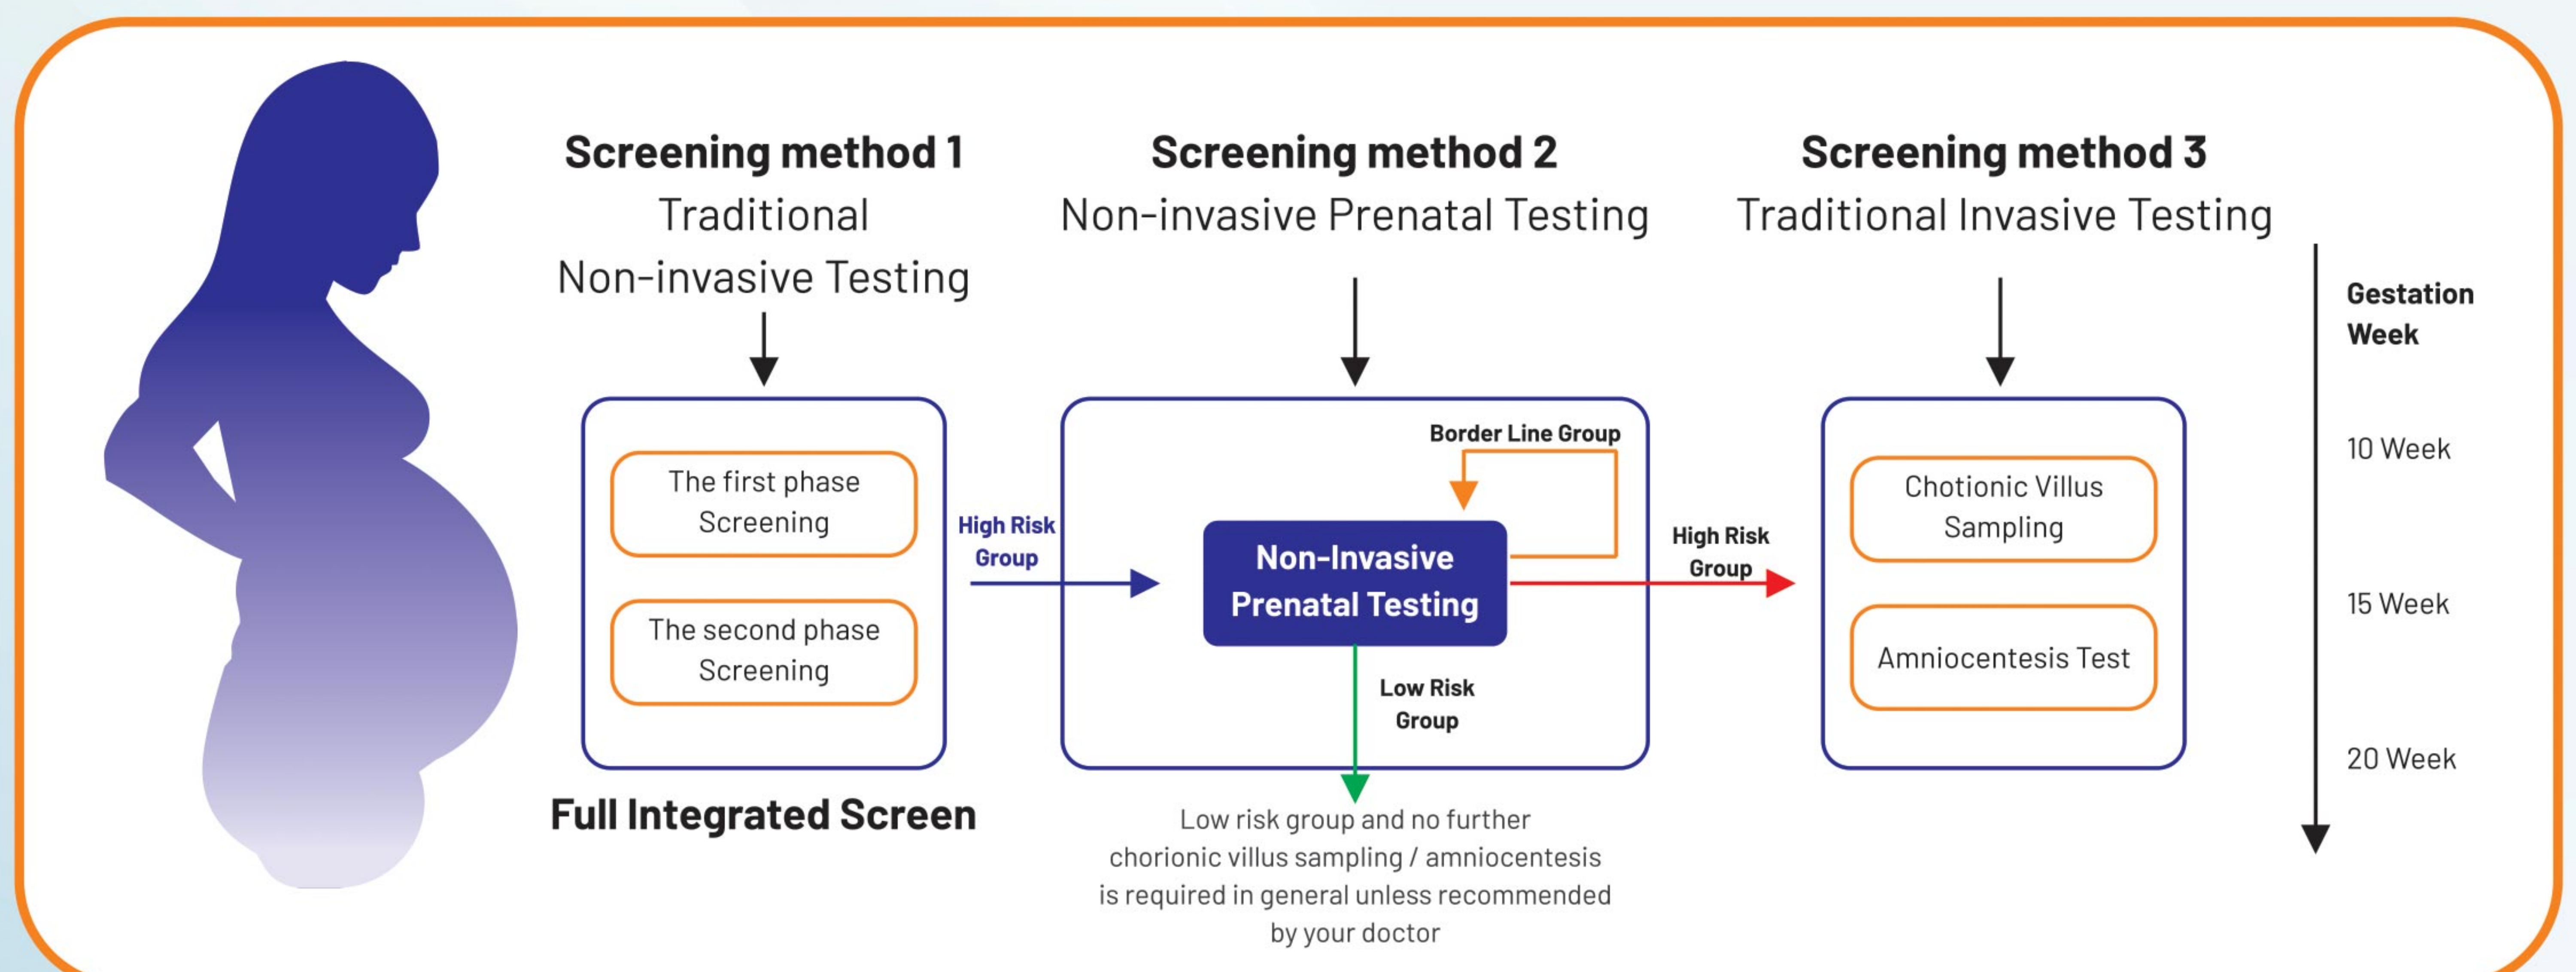 Screening method 1
Traditional
Non-invasive Testing
The first phase
Screening
The second phase
Screening
Full Integrated Screen
High Risk
Group
Screening method 2
Non-invasive Prenatal Testing
Border Line Group
Non-Invasive
Prenatal Testing
Low Risk
Group
Low risk group and no further
chorionic villus sampling / amniocentesis
is required in general unless recommended
by your doctor
High Risk
Group
Screening method 3
Traditional Invasive Testing
Chotionic Villus
Sampling
Amniocentesis Test
Gestation
Week
10 Week
15 Week
20 Week